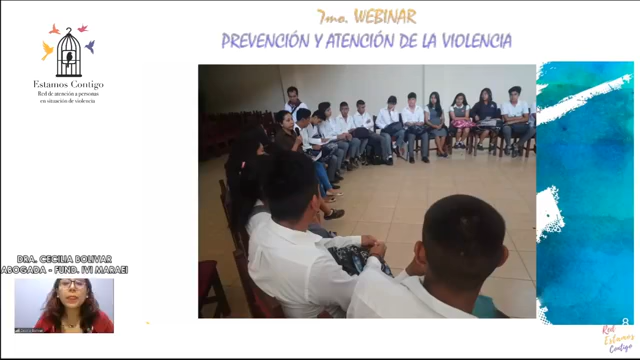 7mo. WEBINAR
PREVENCIÓN Y ATENCIÓN DE LA VIOLENCIA
Estamos Contigo
Red de atención a personas
en situación de violencia
DRA. CECILIA BOLIVAR
ABOGADA - FUND. IVI MARAEI
8
Red
Estamos
Contigo